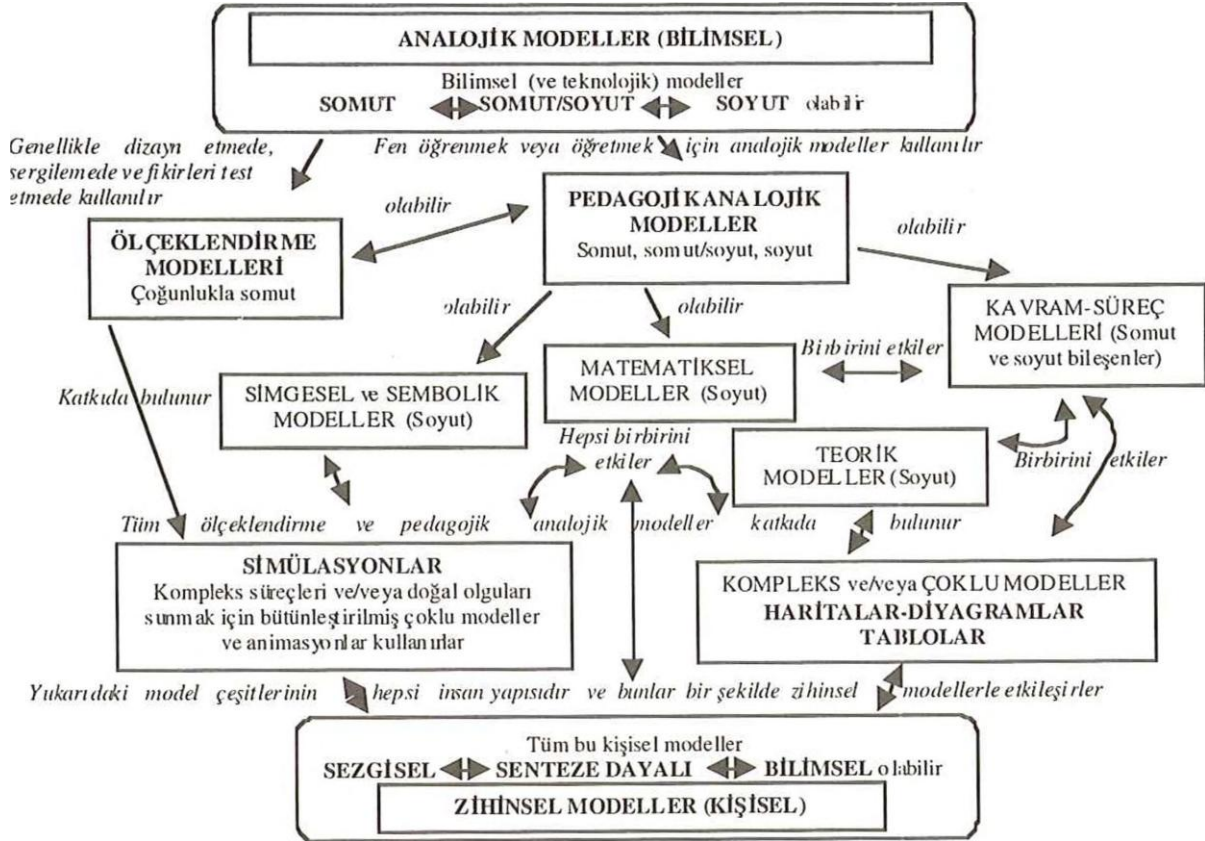 ANALOJİK MODELLER (BİLİMSEL)
Bilimsel (ve teknolojik) modeller
SOMUT SOMUT/SOYUT SOYUT olabilir
Genellikle dizayn etmede,
sergilemede ve fikirleri test
etmede kullanılır
Fen öğrenmek veya öğretmek için analojik modeller kullanılır
olabilir
PEDAGOJİK ANALOJİK
MODELLER
Somut, somut/soyut, soyut
olabilir
ÖLÇEKLENDİRME
MODELLERİ
Çoğunlukla somut
olabilir
olabilir
KAVRAM-SÜREÇ
MODELLERİ (Somut
ve soyut bileşenler)
Birbirini etkiler
MATEMATİKSEL
MODELLER (Soyut)
Katkıda bulunur
SİMGESEL ve SEMBOLİK
MODELLER (Soyut)
Hepsi birbirini
etkiler
TEORİK
MODELLER (Soyut)
Birbirini etkiler
Tüm ölçeklendirme ve pedagojik analojik modeller katkıda bulunur
SİMÜLASYONLAR
Kompleks süreçleri ve/veya doğal olguları
sunmak için bütünleştirilmiş çoklu modeller
ve animasyonlar kullanırlar
KOMPLEKS ve/veya ÇOKLU MODELLER
HARİTALAR-DİYAGRAMLAR
TABLOLAR
Yukarıdaki model çeşitlerinin hepsi insan yapısıdır ve bunlar bir şekilde zihinsel modellerle etkileşirler
Tüm bu kişisel modeller
SEZGİSEL SENTEZE DAYALI BİLİMSEL olabilir
ZİHİNSEL MODELLER (KİŞİSEL)